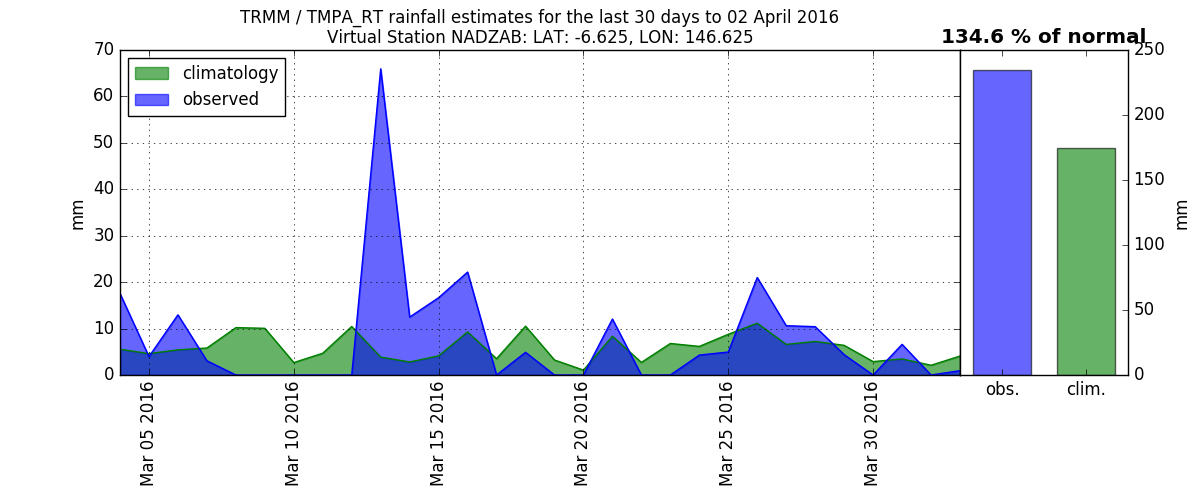 TRMM / TMPA_RT rainfall estimates for the last 30 days to 02 April 2016
Virtual Station NADZAB: LAT: -6.625, LON: 146.625
134.6 % of normal
climatology
observed
70
60
50
40
30
20
10
0
mm
Mar 05 2016
Mar 10 2016
Mar 15 2016
Mar 20 2016
Mar 25 2016
Mar 30 2016
250
200
150
100
50
0
mm
obs.
clim.